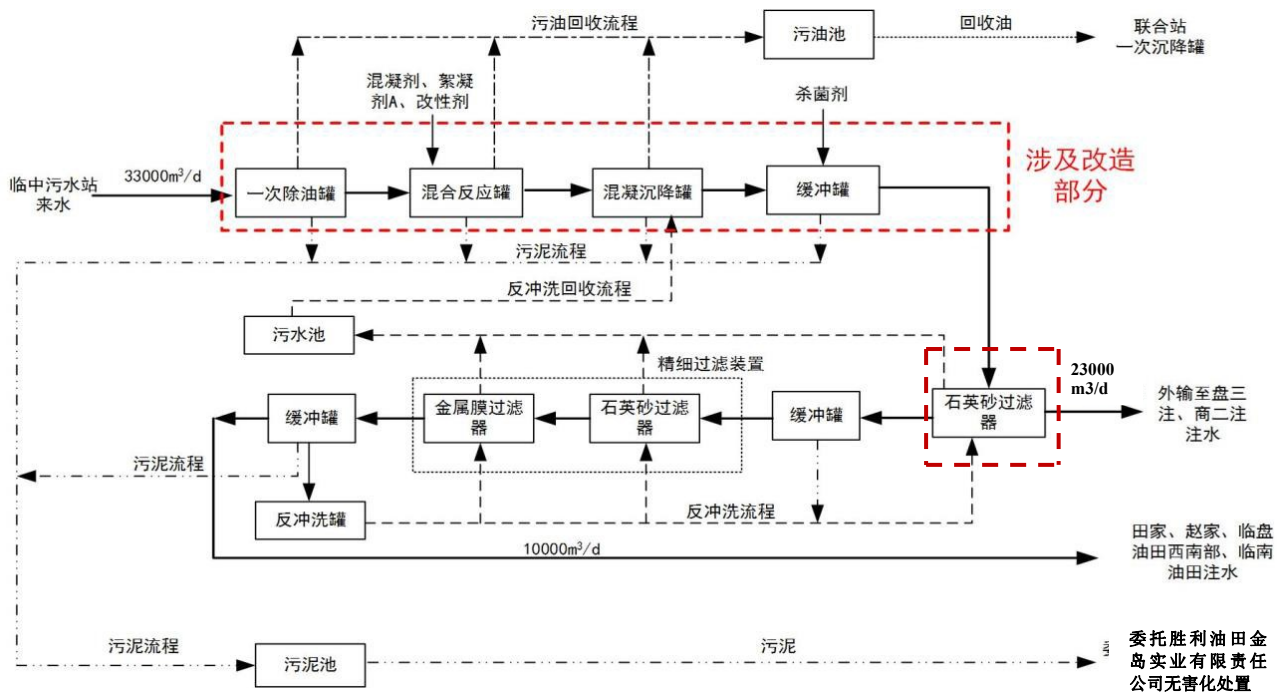 污油回收流程
污油池
回收油
联合站
一次沉降罐
混凝剂、絮凝
剂A、改性剂
杀菌剂
涉及改造
部分
临中污水站
来水
33000m³/d
一次除油罐
混合反应罐
混凝沉降罐
缓冲罐
污泥流程
反冲洗回收流程
污水池
精细过滤装置
23000
m3/d
缓冲罐
金属膜过滤
器
石英砂过滤
器
缓冲罐
石英砂过滤
器
外输至盘三
注、商二注
注水
污泥流程
反冲洗罐
反冲洗流程
10000m³/d
田家、赵家、临盘
油田西南部、临南
油田注水
污泥流程
污泥池
污泥
委托胜利油田金
岛实业有限责任
公司无害化处置